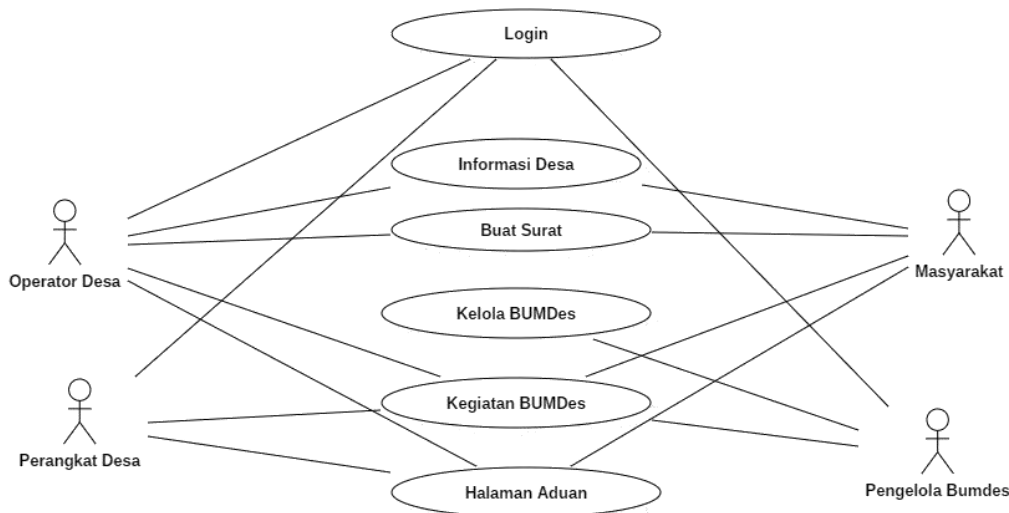 Login
Informasi Desa
Buat Surat
Operator Desa
Masyarakat
Kelola BUMDes
Kegiatan BUMDes
Perangkat Desa
Halaman Aduan
Pengelola Bumdes